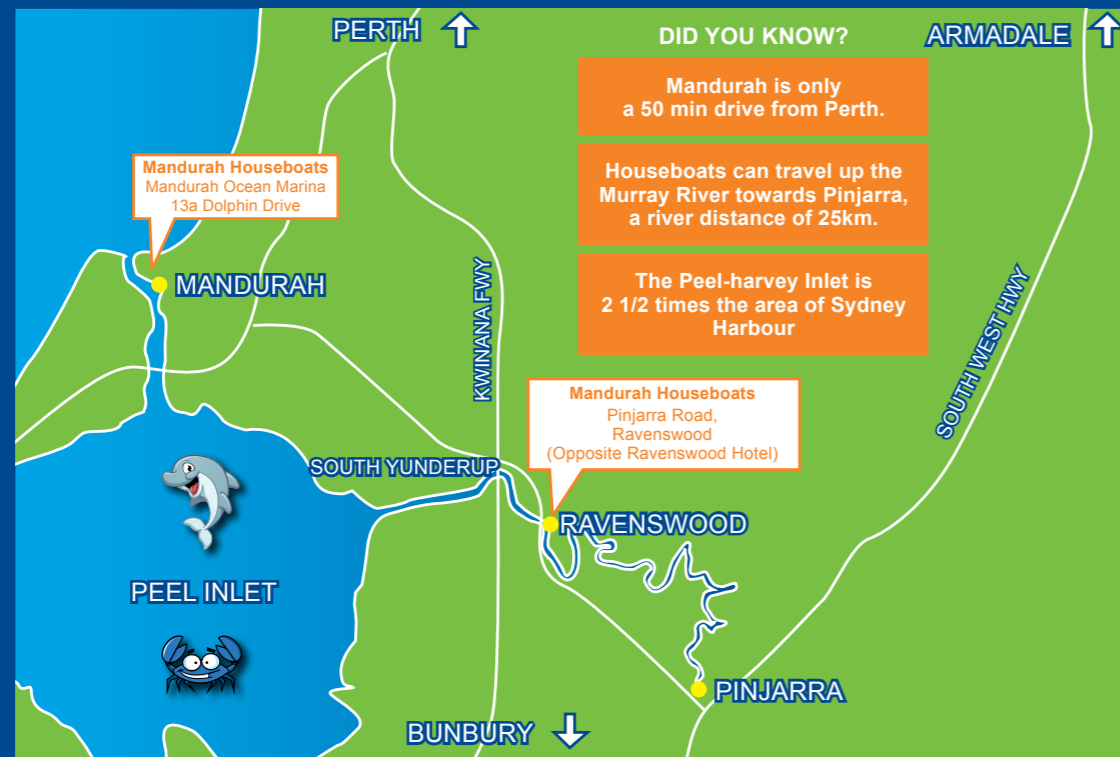 PERTH
DID YOU KNOW?
ARMADALE
Mandurah is only
a 50 min drive from Perth.
Houseboats can travel up the
Murray River towards Pinjarra,
a river distance of 25km.
The Peel-harvey Inlet is
2 1/2 times the area of Sydney
Harbour
Mandurah Houseboats
Mandurah Ocean Marina
13a Dolphin Drive
MANDURAH
KWINANA FWY
SOUTH WEST HWY
Mandurah Houseboats
Pinjarra Road,
Ravenswood
(Opposite Ravenswood Hotel)
SOUTH YUNDERUP
RAVENSWOOD
PEEL INLET
PINJARRA
BUNBURY